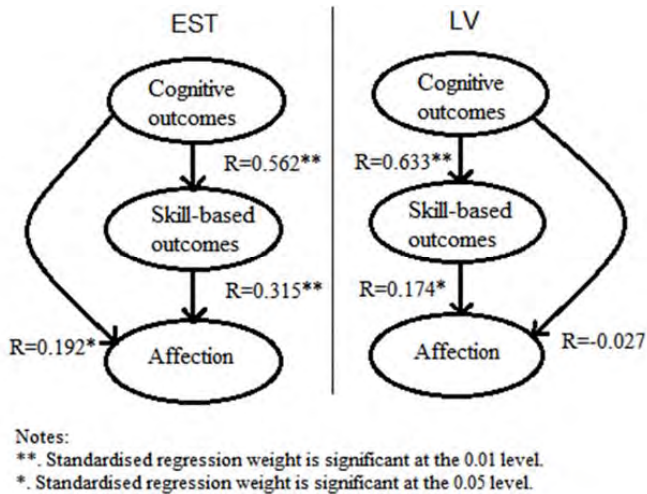 EST
Cognitive
outcomes
R=0.562**
Skill-based
outcomes
R=0.315**
R=0.192*
Affection
LV
Cognitive
outcomes
R=0.633**
Skill-based
outcomes
R=0.174*
Affection
R=-0.027
Notes:
**. Standardised regression weight is significant at the 0.01 level.
*. Standardised regression weight is significant at the 0.05 level.